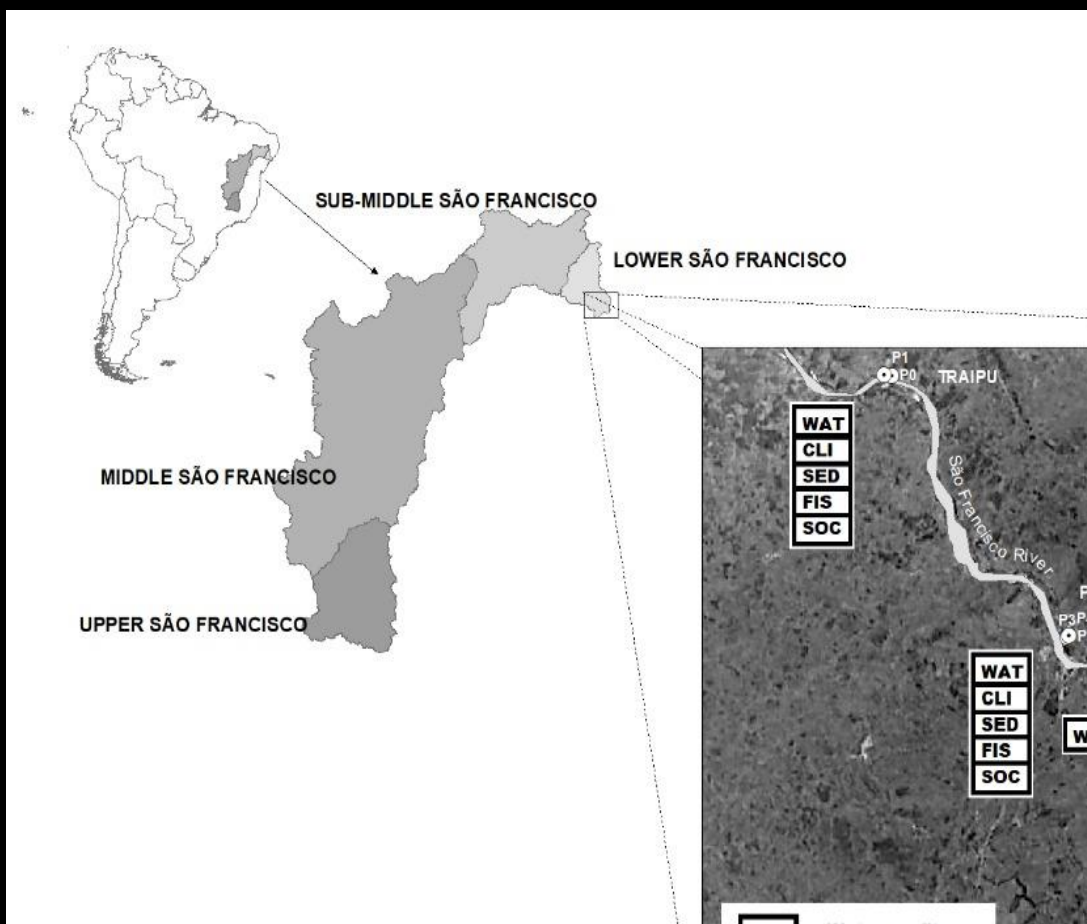 SUB-MIDDLE SÃO FRANCISCO
LOWER SÃO FRANCISCO
MIDDLE SÃO FRANCISCO
UPPER SÃO FRANCISCO
P1
P0
TRAIPU
WAT
CLI
SED
FIS
SOC
São Francisco River
P3
WAT
CLI
SED
FIS
SOC